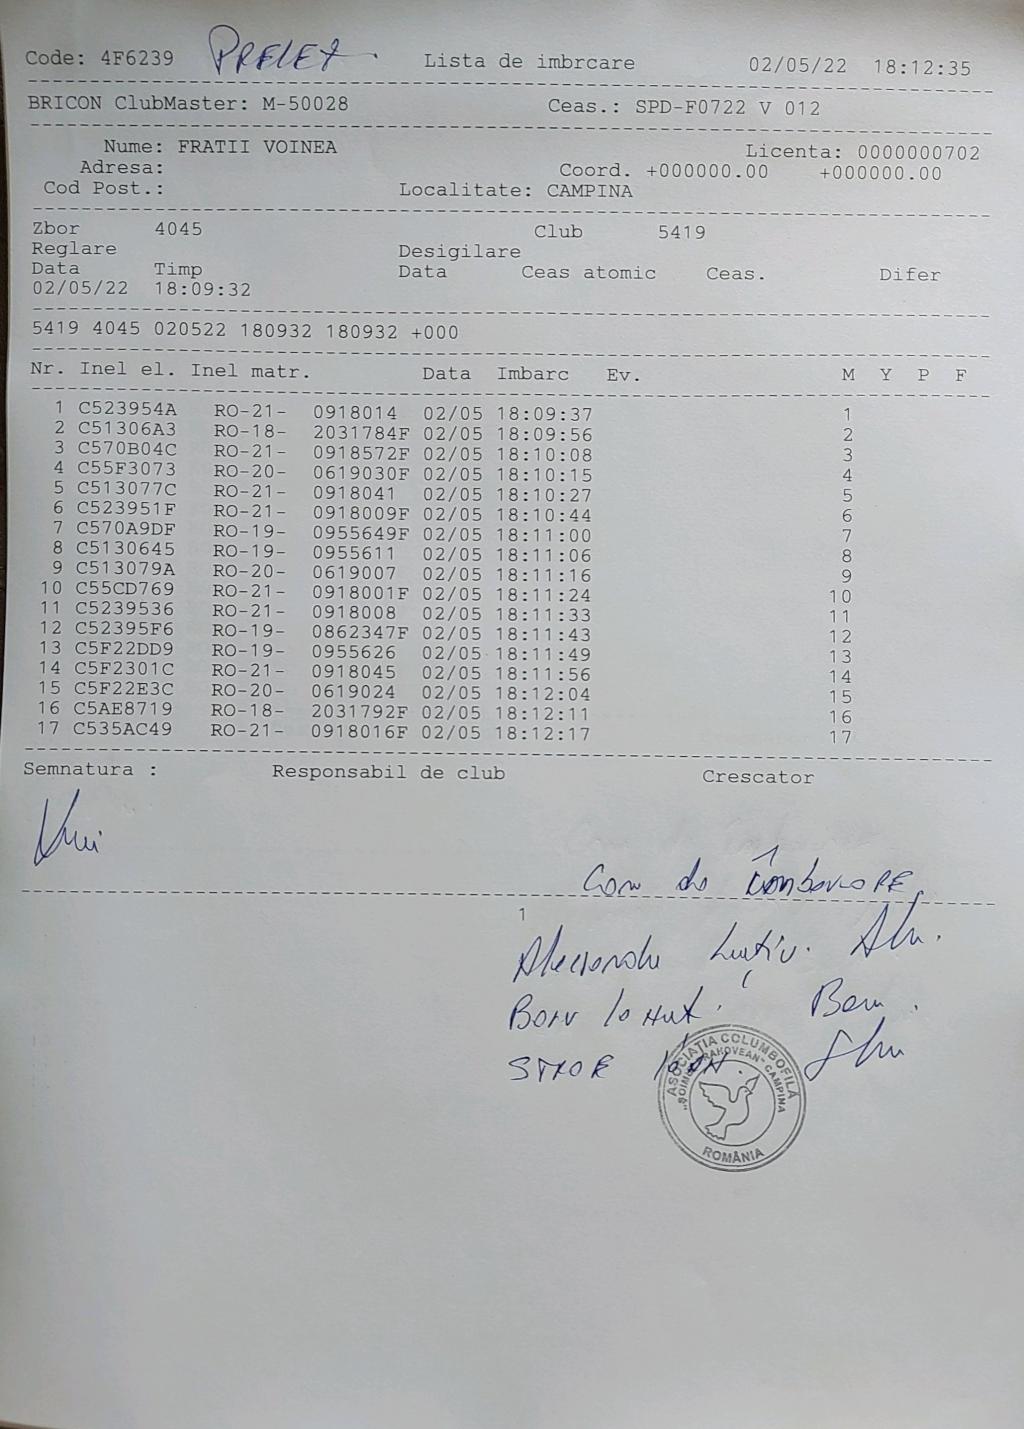 Code: 4F6239 Lista de imbrcare 02/05/22 18:12:35
BRICON ClubMaster: M-50028 Ceas.: SPD-F0722 V 012
Nume: FRATII VOINEA Licenta: 0000000702
Adresa: Coord. +000000.00 +000000.00
Cod Post.: Localitate: CAMPINA
Zbor 4045 Club 5419
Reglare Desigilare
Data Timp Data Ceas atomic Ceas. Difer
02/05/22 18:09:32
5419 4045 020522 180932 180932 +000
Nr. Inel el. Inel matr. Data Imbarc Ev. M Y P F
1 C523954A RO-21- 0918014 02/05 18:09:37 1
2 C51306A3 RO-18- 2031784F 02/05 18:09:56 2
3 C570B04C RO-21- 0918572F 02/05 18:10:08 3
4 C55F3073 RO-20- 0619030F 02/05 18:10:15 4
5 C513077C RO-21- 0918041 02/05 18:10:27 5
6 C523951F RO-21- 0918009F 02/05 18:10:44 6
7 C570A9DF RO-19- 0955649F 02/05 18:11:00 7
8 C5130645 RO-19- 0955611 02/05 18:11:06 8
9 C513079A RO-20- 0619007 02/05 18:11:16 9
10 C55CD769 RO-21- 0918001F 02/05 18:11:24 10
11 C5239536 RO-21- 0918008 02/05 18:11:33 11
12 C52395F6 RO-19- 0862347F 02/05 18:11:43 12
13 C5F22DD9 RO-19- 0955626 02/05 18:11:49 13
14 C5F2301C RO-21- 0918045 02/05 18:11:56 14
15 C5F22E3C RO-20- 0619024 02/05 18:12:04 15
16 C5AE8719 RO-18- 2031792F 02/05 18:12:11 16
17 C535AC49 RO-21- 0918016F 02/05 18:12:17 17
Semnatura : Responsabil de club Crescator
1
STROE ION
ASOCIAȚIA COLUMBOFILĂ
CAMPINA
ROMÂNIA